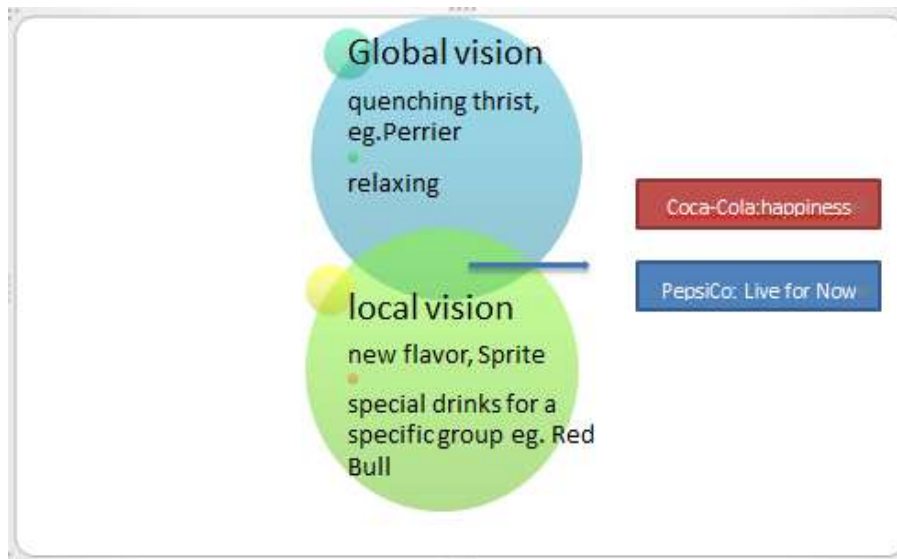 Global vision
quenching thrist,
eg.Perrier
relaxing
Coca-Cola:happiness
PepsiCo: Live for Now
local vision
new flavor, Sprite
special drinks for a
specific group eg. Red
Bull